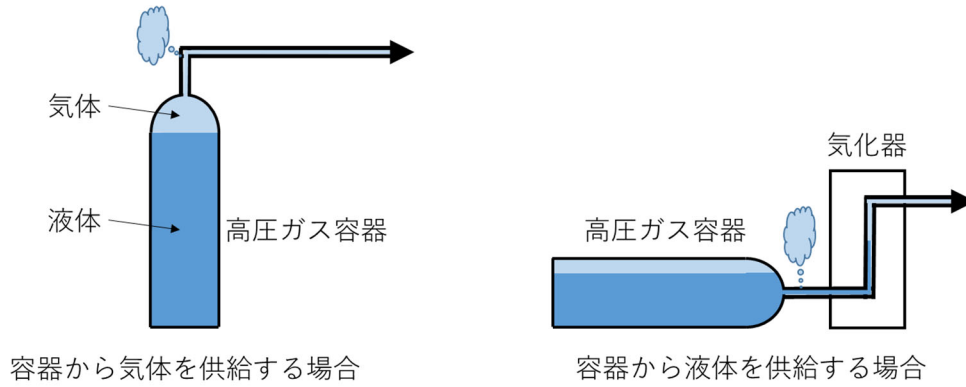 気体
液体
高圧ガス容器
容器から気体を供給する場合
気化器
高圧ガス容器
容器から液体を供給する場合